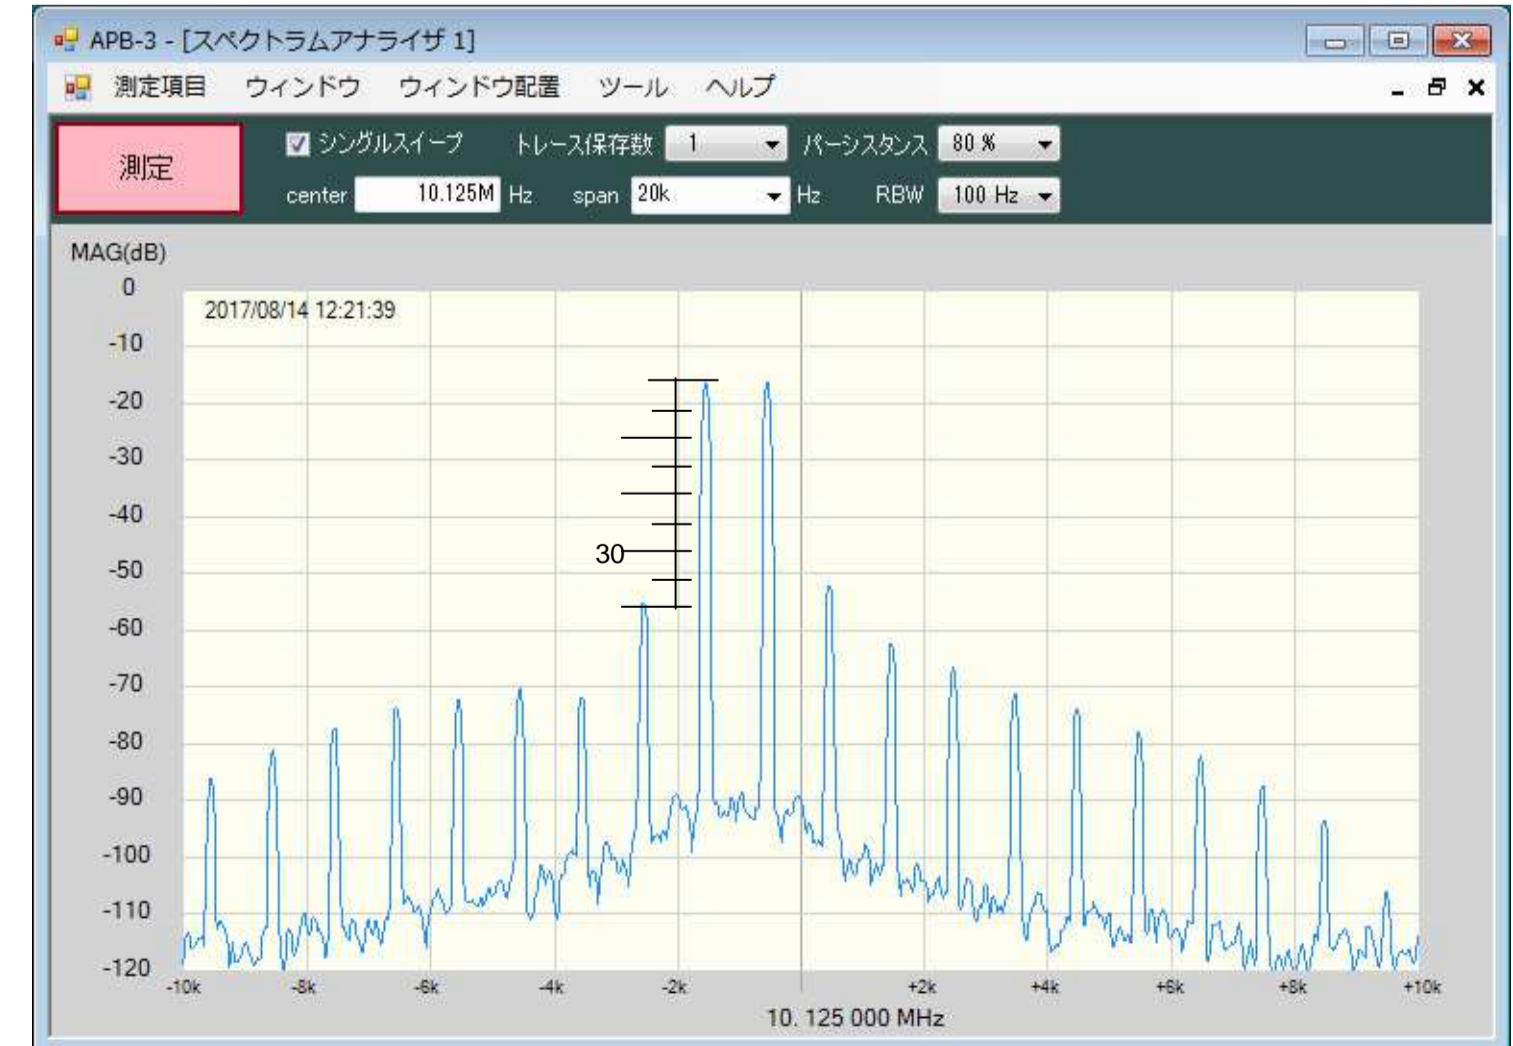 APB-3 - [スペクトラムアナライザ 1]
測定項目 ウィンドウ ウィンドウ配置 ツール ヘルプ
測定
シングルスイープ トレース保存数 1 パーシスタンス 80 %
center 10.125M Hz span 20k Hz RBW 100 Hz
MAG(dB)
0
2017/08/14 12:21:39
-10
-20
-30
-40
30
-50
-60
-70
-80
-90
-100
-110
-120
-10k -8k -6k -4k -2k +2k +4k +6k +8k +10k
10. 125 000 MHz